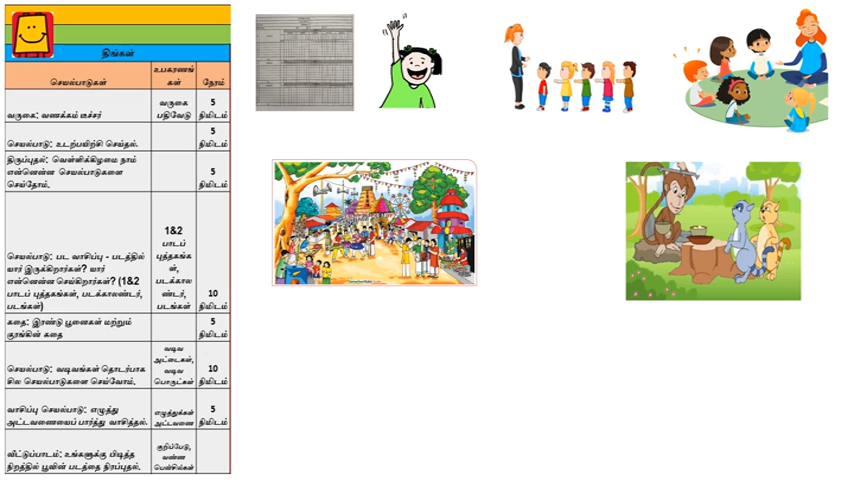 திங்கள்
செயல்பாடுகள்
உபகரணங்
கள்
நேரம்
வருகை: வணக்கம் டீச்சர்
வருகை
பதிவேடு
5
நிமிடம்
செயல்பாடு: உடற்பயிற்சி செய்தல்.
5
நிமிடம்
திருப்புதல்: வெள்ளிக்கிழமை நாம்
என்னென்ன செயல்பாடுகளை
செய்தோம்.
5
நிமிடம்
செயல்பாடு: பட வாசிப்பு - படத்தில்
யார் இருக்கிறார்கள்? யார்
என்னென்ன செய்கிறார்கள்? (1&2
பாடப் புத்தகங்கள், படக்காலண்டர்,
படங்கள்)
1&2
பாடப்
புத்தகங்க
ள்,
படக்கால
ண்டர்,
படங்கள்
10
நிமிடம்
கதை: இரண்டு பூனைகள் மற்றும்
குரங்கின் கதை
5
நிமிடம்
செயல்பாடு: வடிவங்கள் தொடர்பாக
சில செயல்பாடுகளை செய்வோம்.
வடிவ
அட்டைகள்,
வடிவ
பொருட்கள்
10
நிமிடம்
வாசிப்பு செயல்பாடு: எழுத்து
அட்டவணையைப் பார்த்து வாசித்தல்.
எழுத்துக்கள்
அட்டவணை
5
நிமிடம்
வீட்டுப்பாடம்: உங்களுக்கு பிடித்த
நிறத்தில் பூவின் படத்தை நிரப்புதல்.
குறிப்பேடு,
வண்ண
பென்சில்கள்